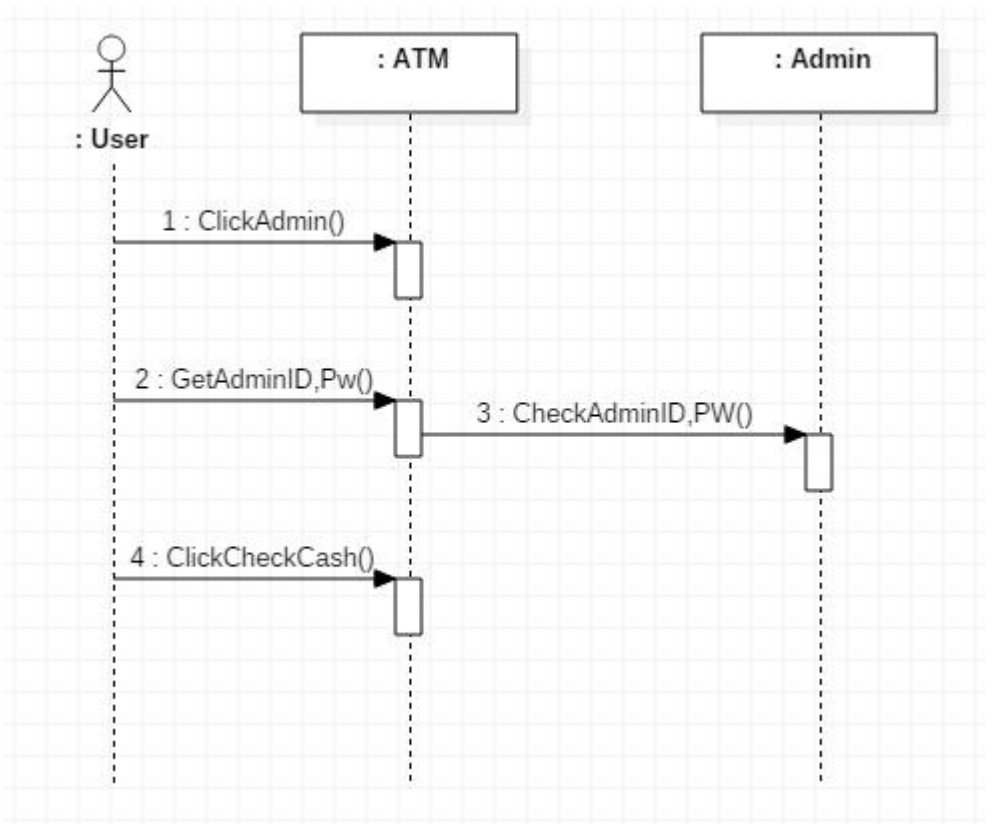 : ATM
: Admin
: User
1 : ClickAdmin()
2 : GetAdminID,Pw()
3 : CheckAdminID,PW()
4 : ClickCheckCash()